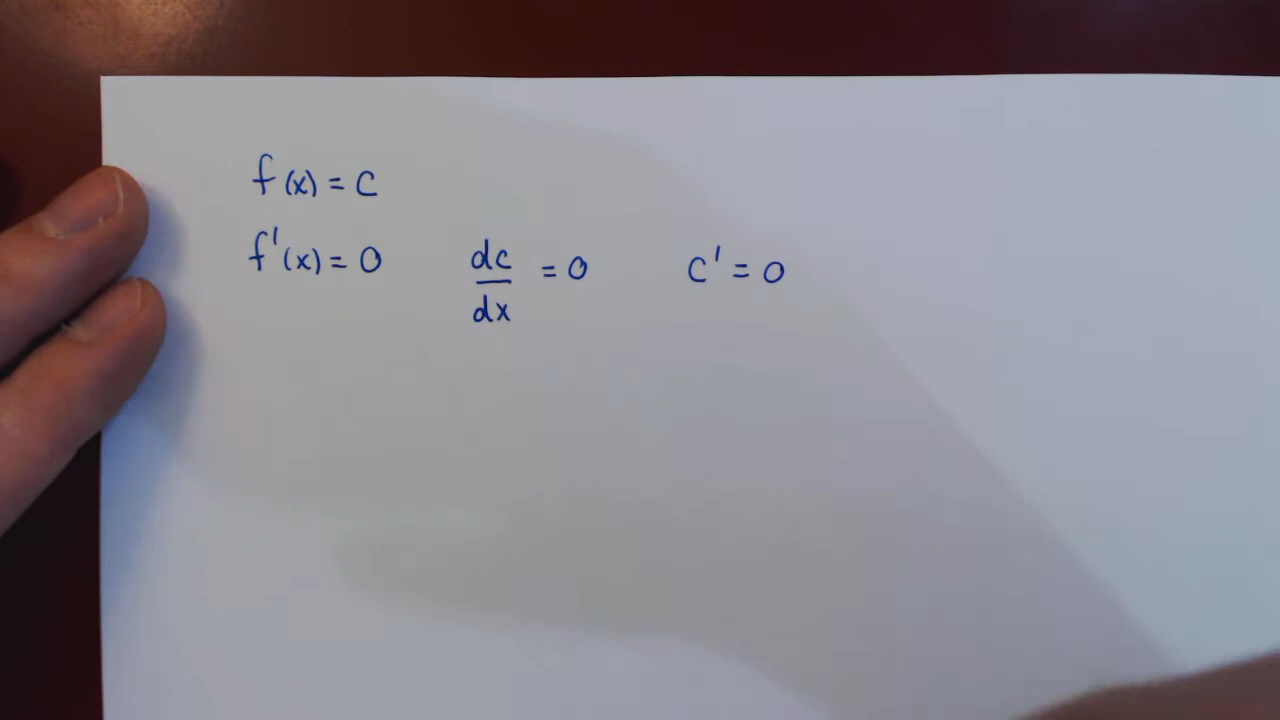 f(x) = c
f'(x) = 0    dc/dx = 0    c' = 0